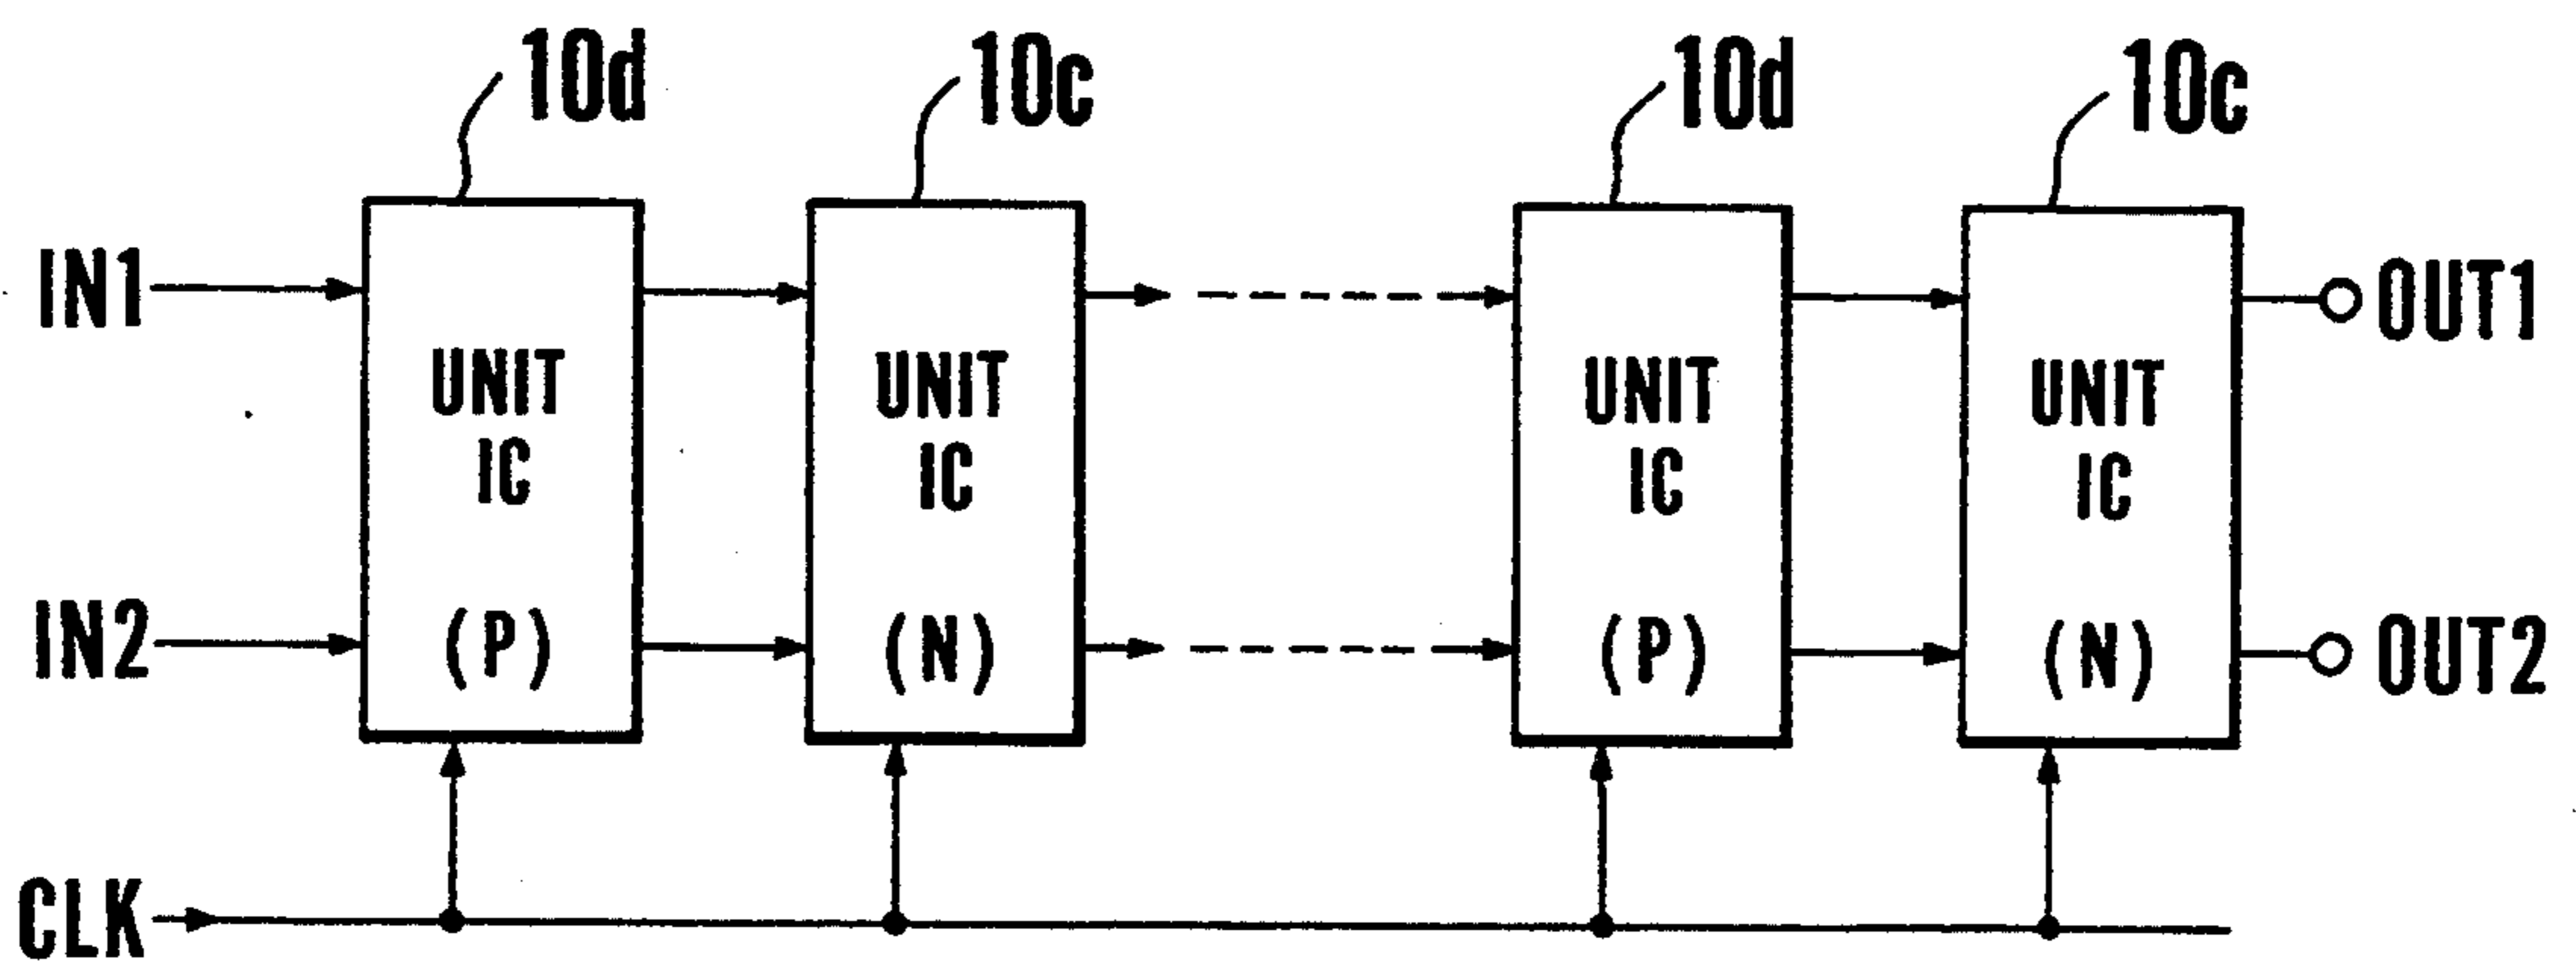 10d
10c
10d
10c
IN1
OUT1
UNIT
IC
UNIT
IC
UNIT
IC
UNIT
IC
IN2
(P)
(N)
(P)
(N)
OUT2
CLK